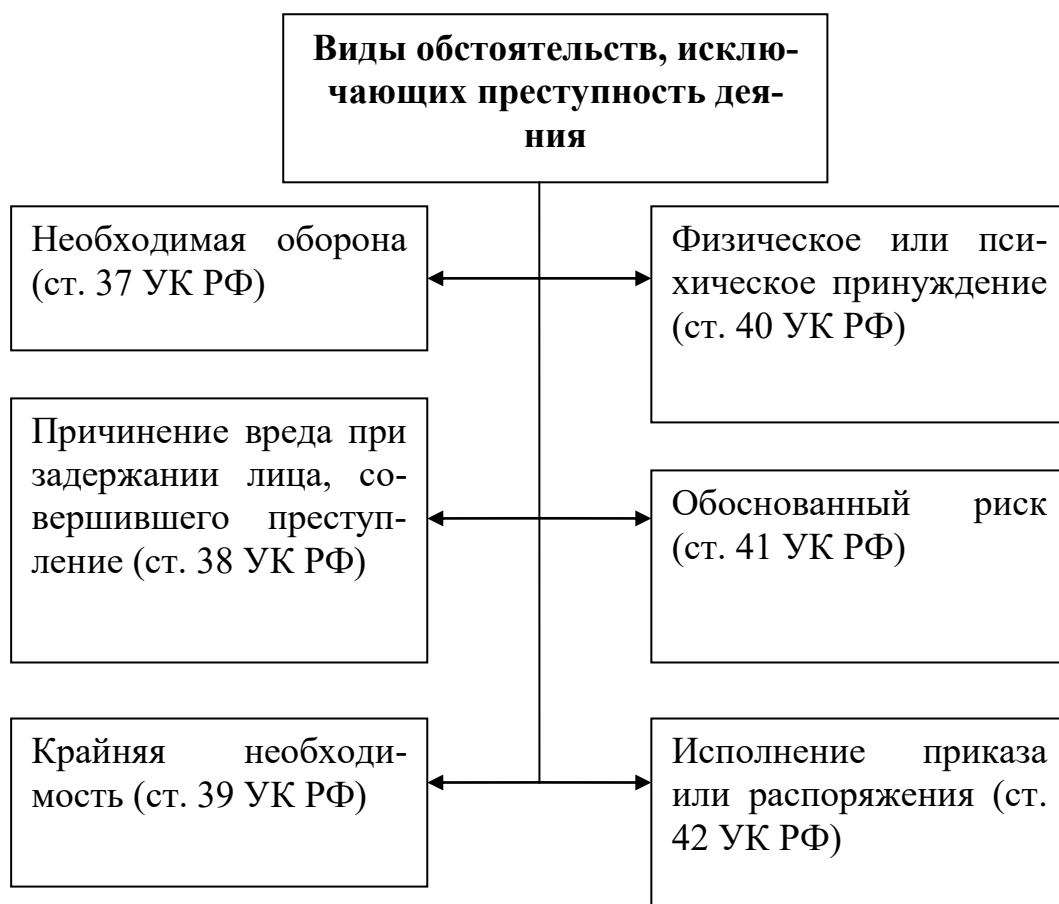 Виды обстоятельств, исклю-
чающих преступность дея-
ния
Необходимая оборона
(ст. 37 УК РФ)
Физическое или пси-
хическое принуждение
(ст. 40 УК РФ)
Причинение вреда при
задержании лица, со-
вершившего преступ-
ление (ст. 38 УК РФ)
Обоснованный риск
(ст. 41 УК РФ)
Крайняя необходи-
мость (ст. 39 УК РФ)
Исполнение приказа
или распоряжения (ст.
42 УК РФ)